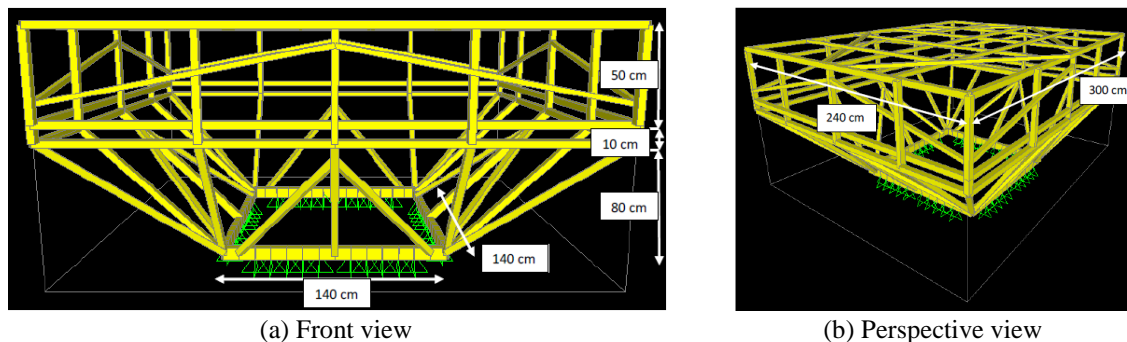 50 cm
10 cm
80 cm
140 cm
140 cm
(a) Front view
300 cm
240 cm
(b) Perspective view